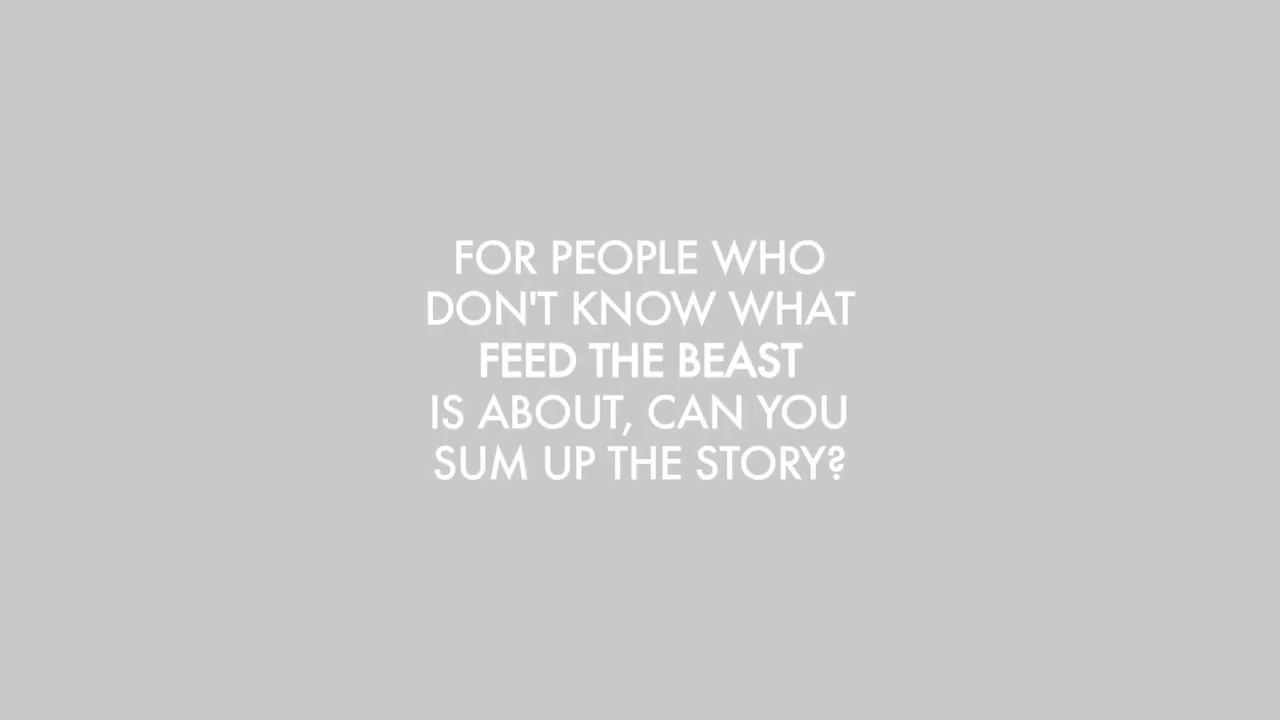 FOR PEOPLE WHO
DON'T KNOW WHAT
FEED THE BEAST
IS ABOUT, CAN YOU
SUM UP THE STORY?